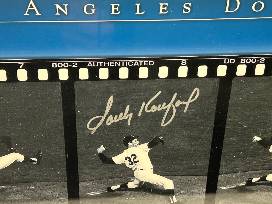 ANGELES DO
7 800-2 AUTHENTICATED 8 DD 800-2
Sandy Koufax
32